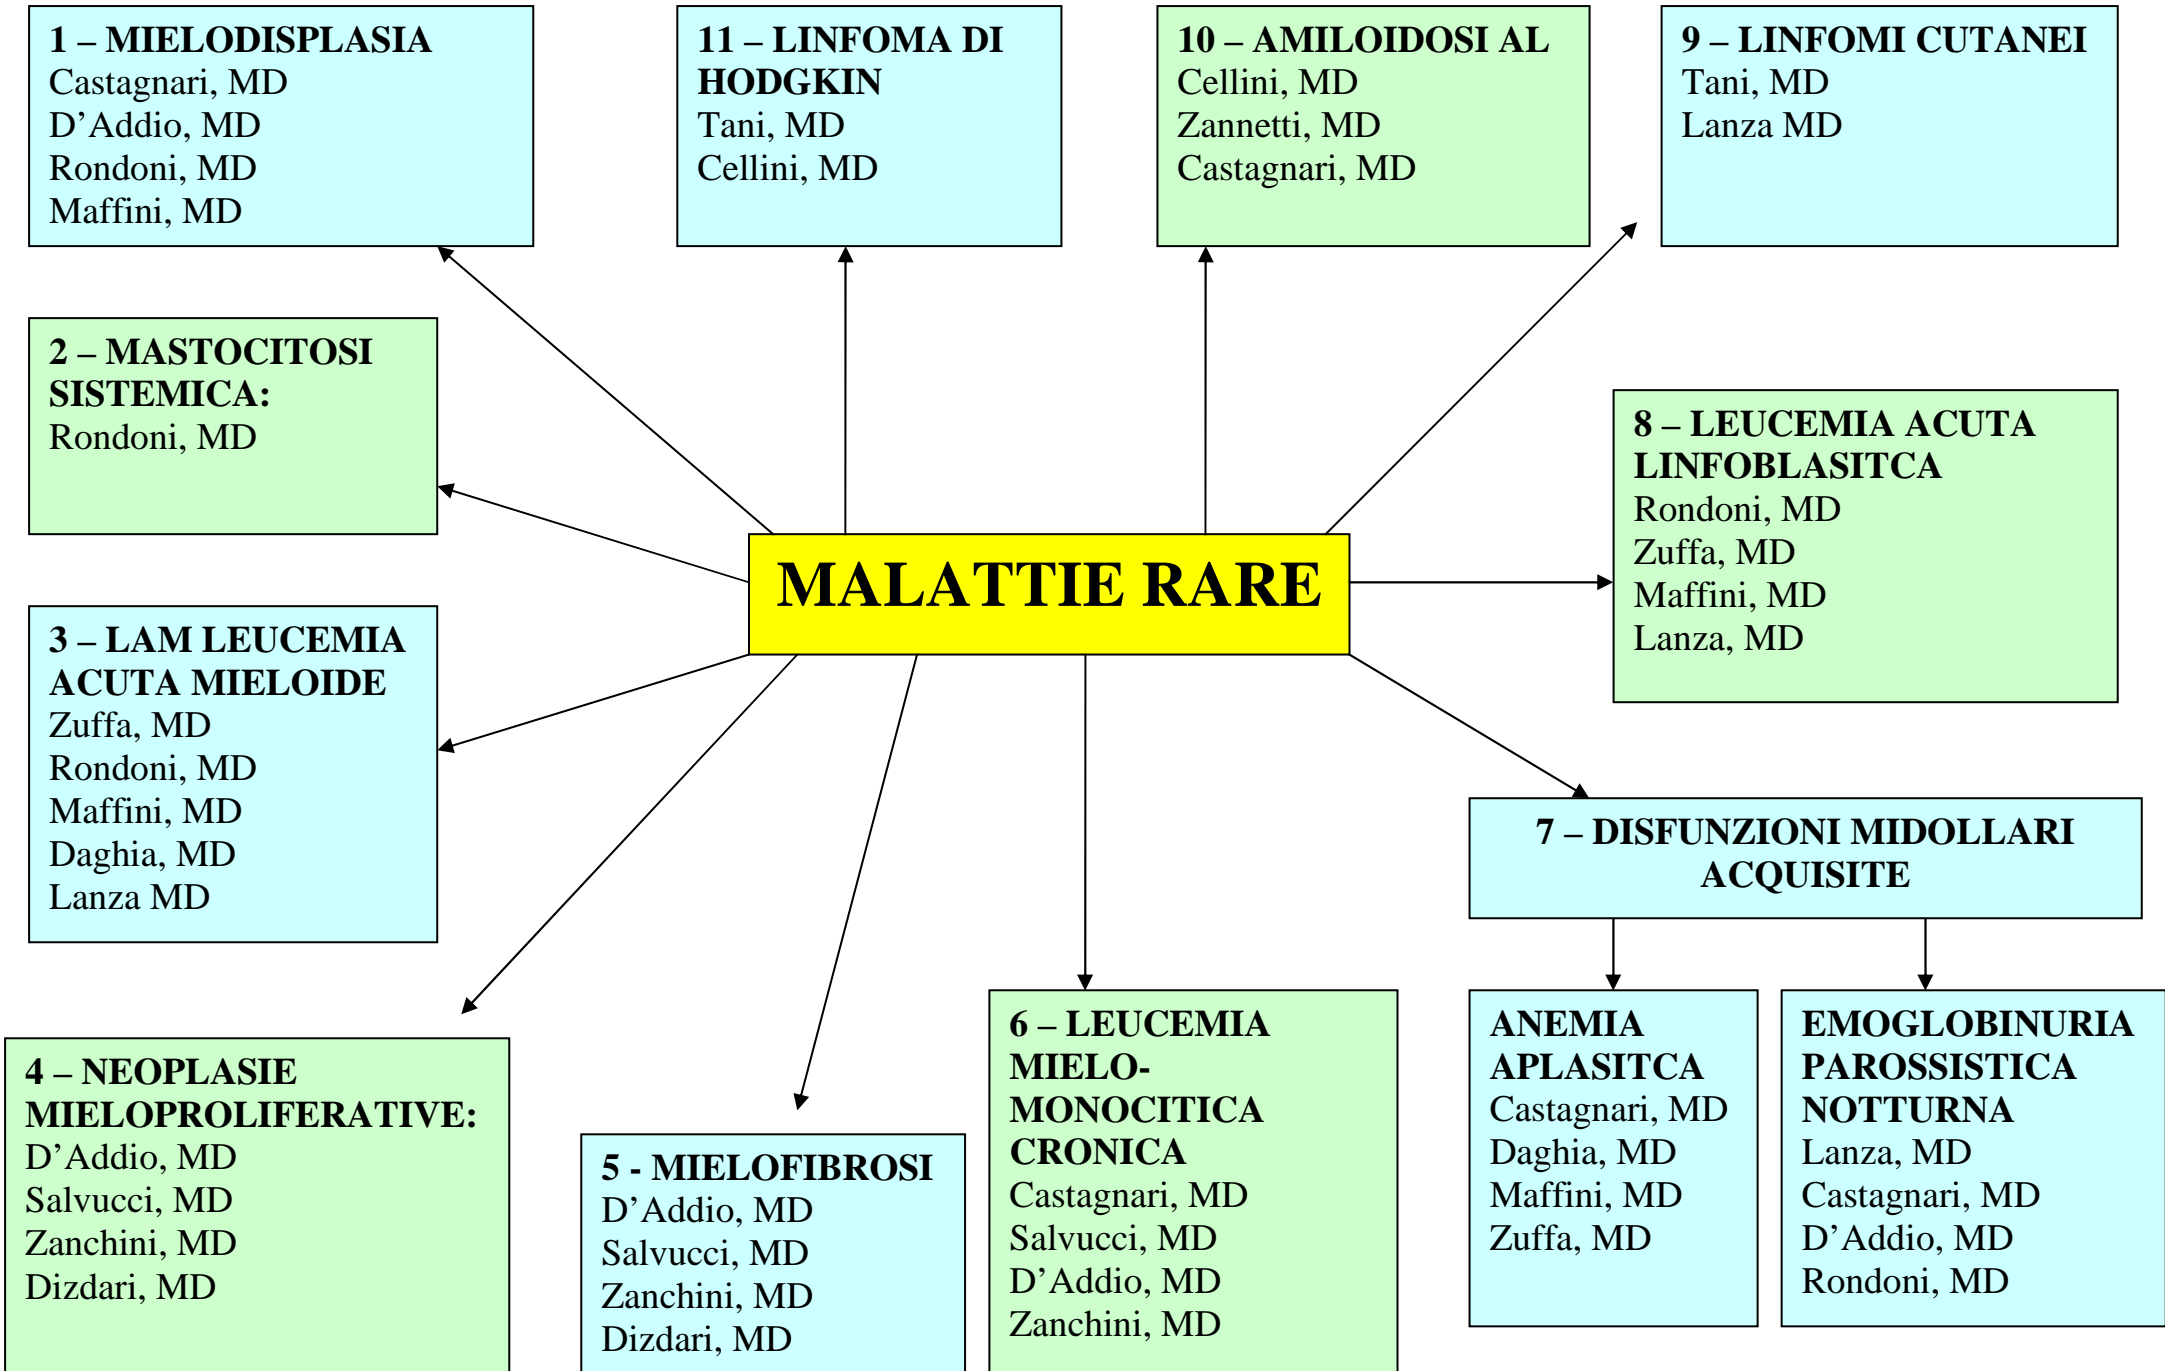 1 – MIELODISPLASIA
Castagnari, MD
D’Addio, MD
Rondoni, MD
Maffini, MD
11 – LINFOMA DI
HODGKIN
Tani, MD
Cellini, MD
10 – AMILOIDOSI AL
Cellini, MD
Zannetti, MD
Castagnari, MD
9 – LINFOMI CUTANEI
Tani, MD
Lanza MD
2 – MASTOCITOSI
SISTEMICA:
Rondoni, MD
8 – LEUCEMIA ACUTA
LINFOBLASITCA
Rondoni, MD
Zuffa, MD
Maffini, MD
Lanza, MD
MALATTIE RARE
3 – LAM LEUCEMIA
ACUTA MIELOIDE
Zuffa, MD
Rondoni, MD
Maffini, MD
Daghia, MD
Lanza MD
7 – DISFUNZIONI MIDOLLARI
ACQUISITE
4 – NEOPLASIE
MIELOPROLIFERATIVE:
D’Addio, MD
Salvucci, MD
Zanchini, MD
Dizdari, MD
5 - MIELOFIBROSI
D’Addio, MD
Salvucci, MD
Zanchini, MD
Dizdari, MD
6 – LEUCEMIA
MIELO-
MONOCITICA
CRONICA
Castagnari, MD
Salvucci, MD
D’Addio, MD
Zanchini, MD
ANEMIA
APLASITCA
Castagnari, MD
Daghia, MD
Maffini, MD
Zuffa, MD
EMOGLOBINURIA
PAROSSISTICA
NOTTURNA
Lanza, MD
Castagnari, MD
D’Addio, MD
Rondoni, MD